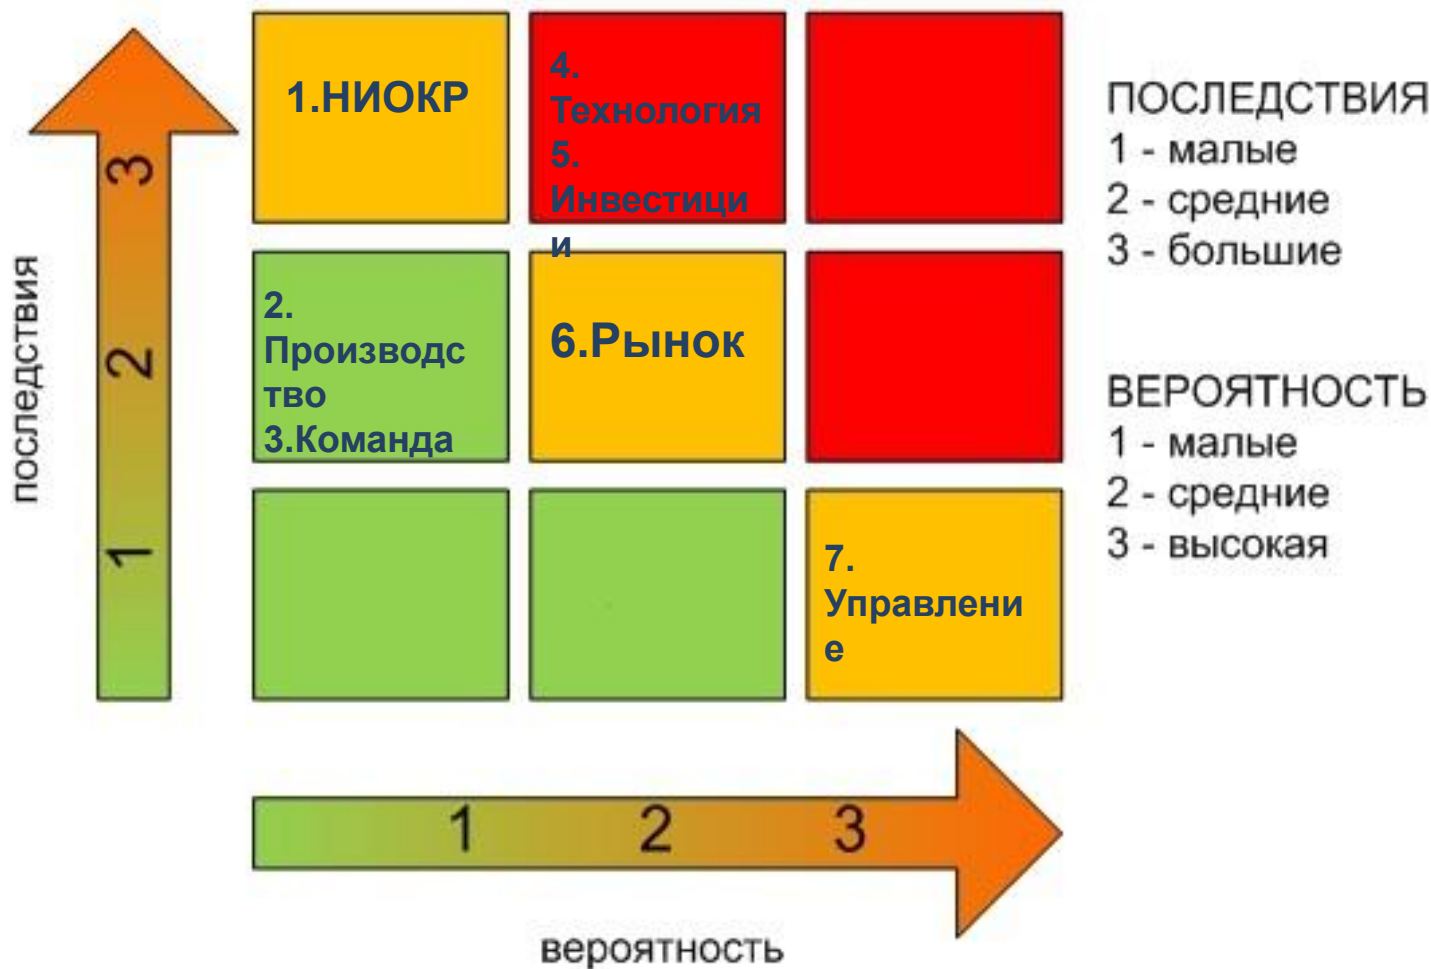 1.НИОКР
4.
Технология
5.
Инвестици
и
2.
Производс
тво
3.Команда
6.Рынок
7.
Управлени
е
последствия
3
2
1
1 2 3
вероятность
ПОСЛЕДСТВИЯ
1 - малые
2 - средние
3 - большие
ВЕРОЯТНОСТЬ
1 - малые
2 - средние
3 - высокая